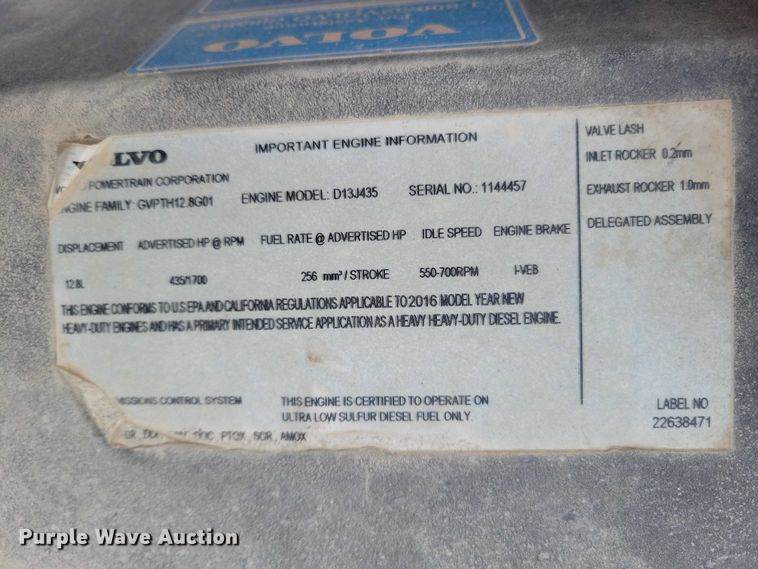 VOLVO
IMPORTANT ENGINE INFORMATION
POWERTRAIN CORPORATION
ENGINE FAMILY: GVPTH12.8G01 ENGINE MODEL: D13J435 SERIAL NO.: 1144457
DISPLACEMENT ADVERTISED HP @ RPM FUEL RATE @ ADVERTISED HP IDLE SPEED ENGINE BRAKE
12.8L 435/1700 256 mm³ / STROKE 550-700RPM I-VEB
THIS ENGINE CONFORMS TO U.S EPA AND CALIFORNIA REGULATIONS APPLICABLE TO 2016 MODEL YEAR NEW
HEAVY-DUTY ENGINES AND HAS A PRIMARY INTENDED SERVICE APPLICATION AS A HEAVY HEAVY-DUTY DIESEL ENGINE.
EMISSIONS CONTROL SYSTEM THIS ENGINE IS CERTIFIED TO OPERATE ON
ULTRA LOW SULFUR DIESEL FUEL ONLY.
PTOX, SCR, AMOX
VALVE LASH
INLET ROCKER 0.2mm
EXHAUST ROCKER 1.0mm
DELEGATED ASSEMBLY
LABEL NO
22638471
VOLVO
Purple Wave Auction